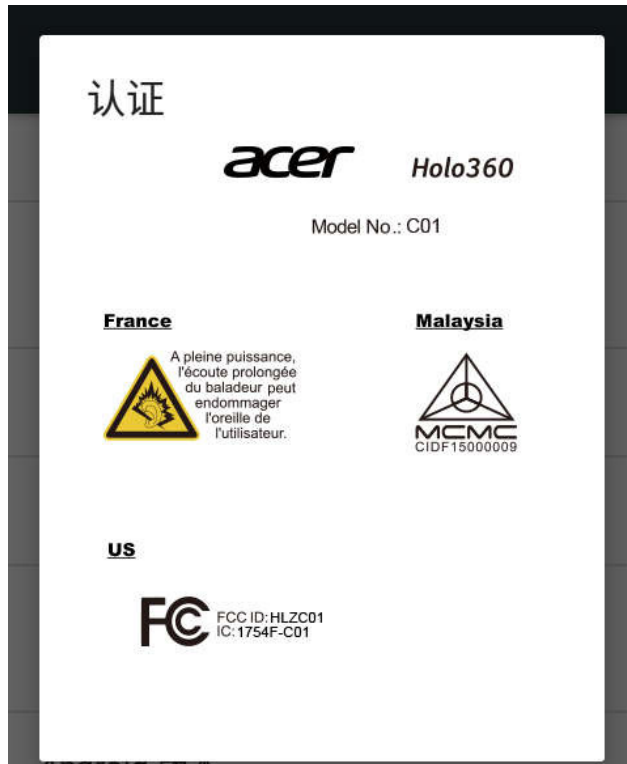 认证
acer Holo360
Model No.: C01
France
Malaysia
A pleine puissance,
l'écoute prolongée
du baladeur peut
endommager
l'oreille de
l'utilisateur.
MCMC
CIDF15000009
US
FC
FCC ID: HLZC01
IC: 1754F-C01